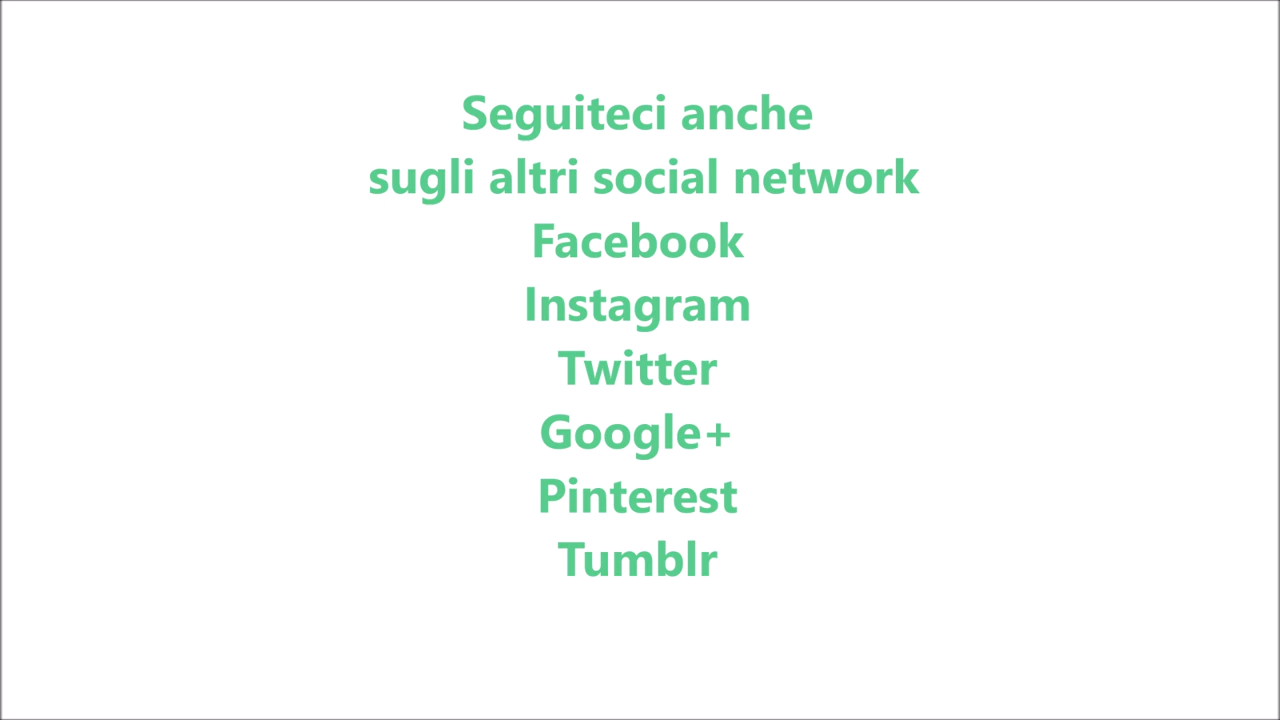 Seguiteci anche
sugli altri social network
Facebook
Instagram
Twitter
Google+
Pinterest
Tumblr